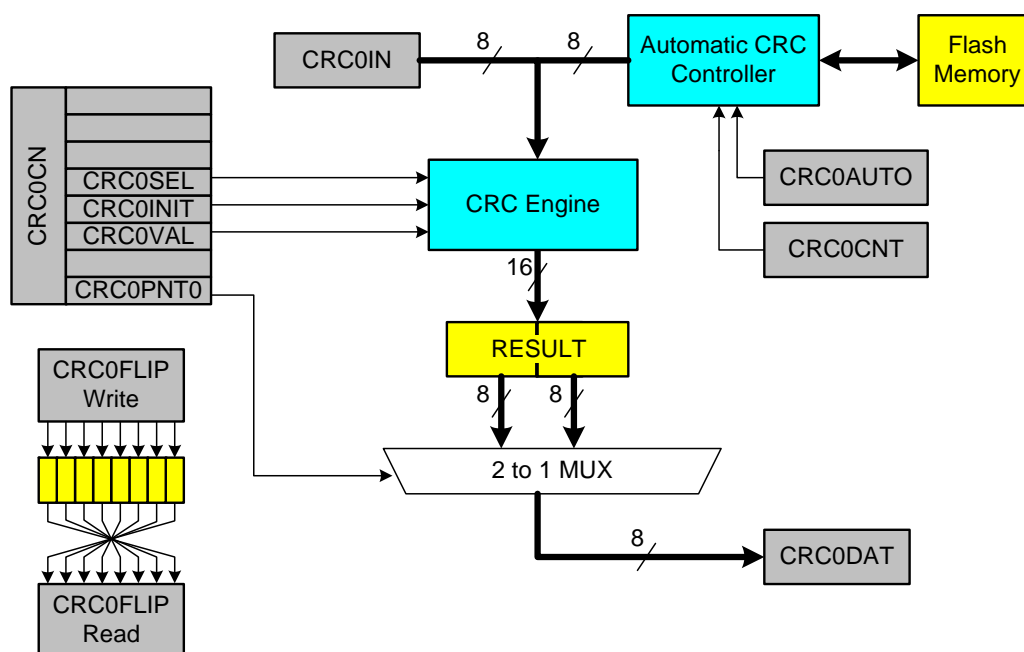 CRC0IN
8
8
Automatic CRC
Controller
Flash
Memory
CRC0CN
CRC0SEL
CRC0INIT
CRC0VAL
CRC0PNT0
CRC Engine
CRC0AUTO
CRC0CNT
16
RESULT
8
8
CRC0FLIP
Write
2 to 1 MUX
8
CRC0DAT
CRC0FLIP
Read